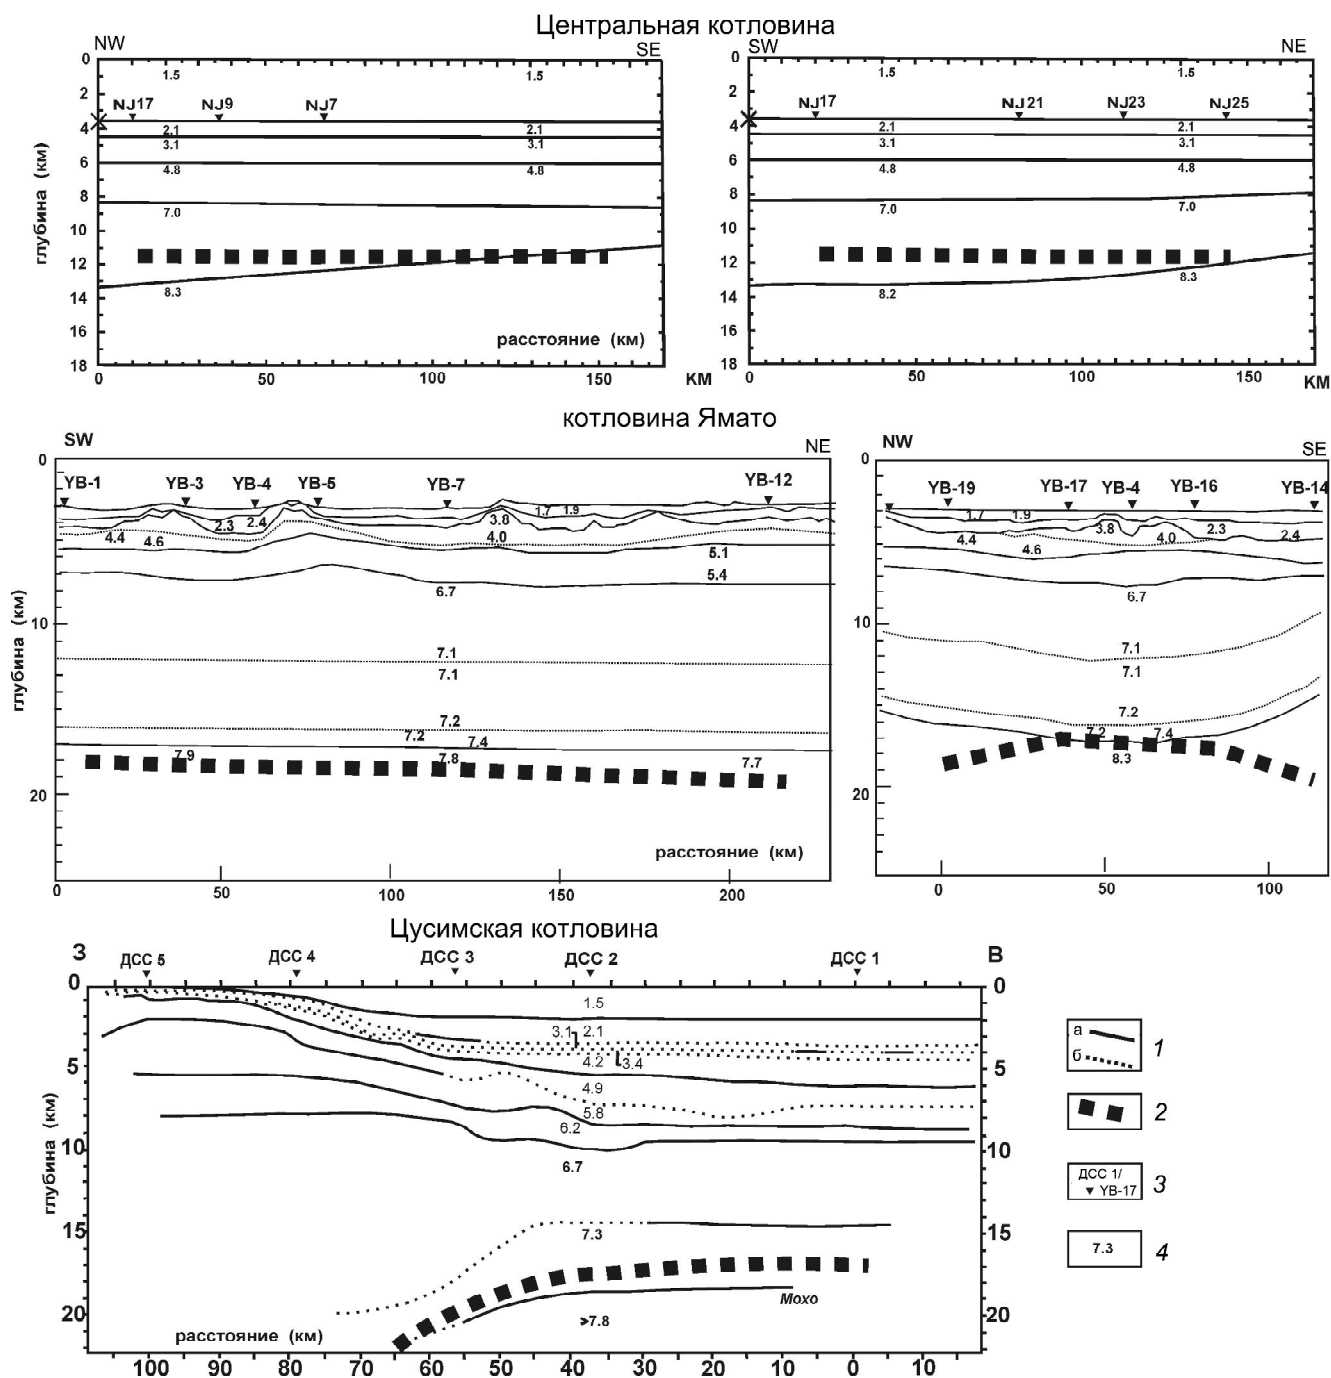 Центральная котловина
NW SE SW NE
0 1.5 1.5 0 1.5 1.5
2 2
NJ17 NJ9 NJ7 NJ17 NJ21 NJ23 NJ25
4 2.1 2.1 4 2.1 2.1
3.1 3.1 3.1 3.1
6 4.8 4.8 6 4.8 4.8
8 7.0 8 7.0 7.0
глубина (км)
10 10
12 12
14 8.3 14 8.2 8.3
16 расстояние (км) 16
18 18
0 50 100 150 КМ 0 50 100 150 КМ
котловина Ямато
SW NE NW SE
0 0
YB-1 YB-3 YB-4 YB-5 YB-7 YB-12 YB-19 YB-17 YB-4 YB-16 YB-14
2.3 2.4 3.8 1.7 1.9 1.7 1.9 3.8 2.3
4.4 4.6 4.0 5.1 4.4 4.6 4.0 2.4
5.4
6.7 6.7
глубина (км)
10 10
7.1 7.1
7.1 7.1
7.2 7.2
7.2 7.4 7.2 7.4
7.9 7.8 7.7 8.3
20 20
расстояние (км)
0 50 100 150 200 0 50 100
Цусимская котловина
З В
ДСС 5 ДСС 4 ДСС 3 ДСС 2 ДСС 1
0 1.5 0
3.1 2.1
5 4.2 3.4 5
4.9
5.8
6.2
10 6.7 10
глубина (км)
15 7.3 15
Мохо
20 >7.8 20
расстояние (км)
100 90 80 70 60 50 40 30 20 10 0 10
а
б 1
2
ДСС 1/
YB-17 3
7.3 4